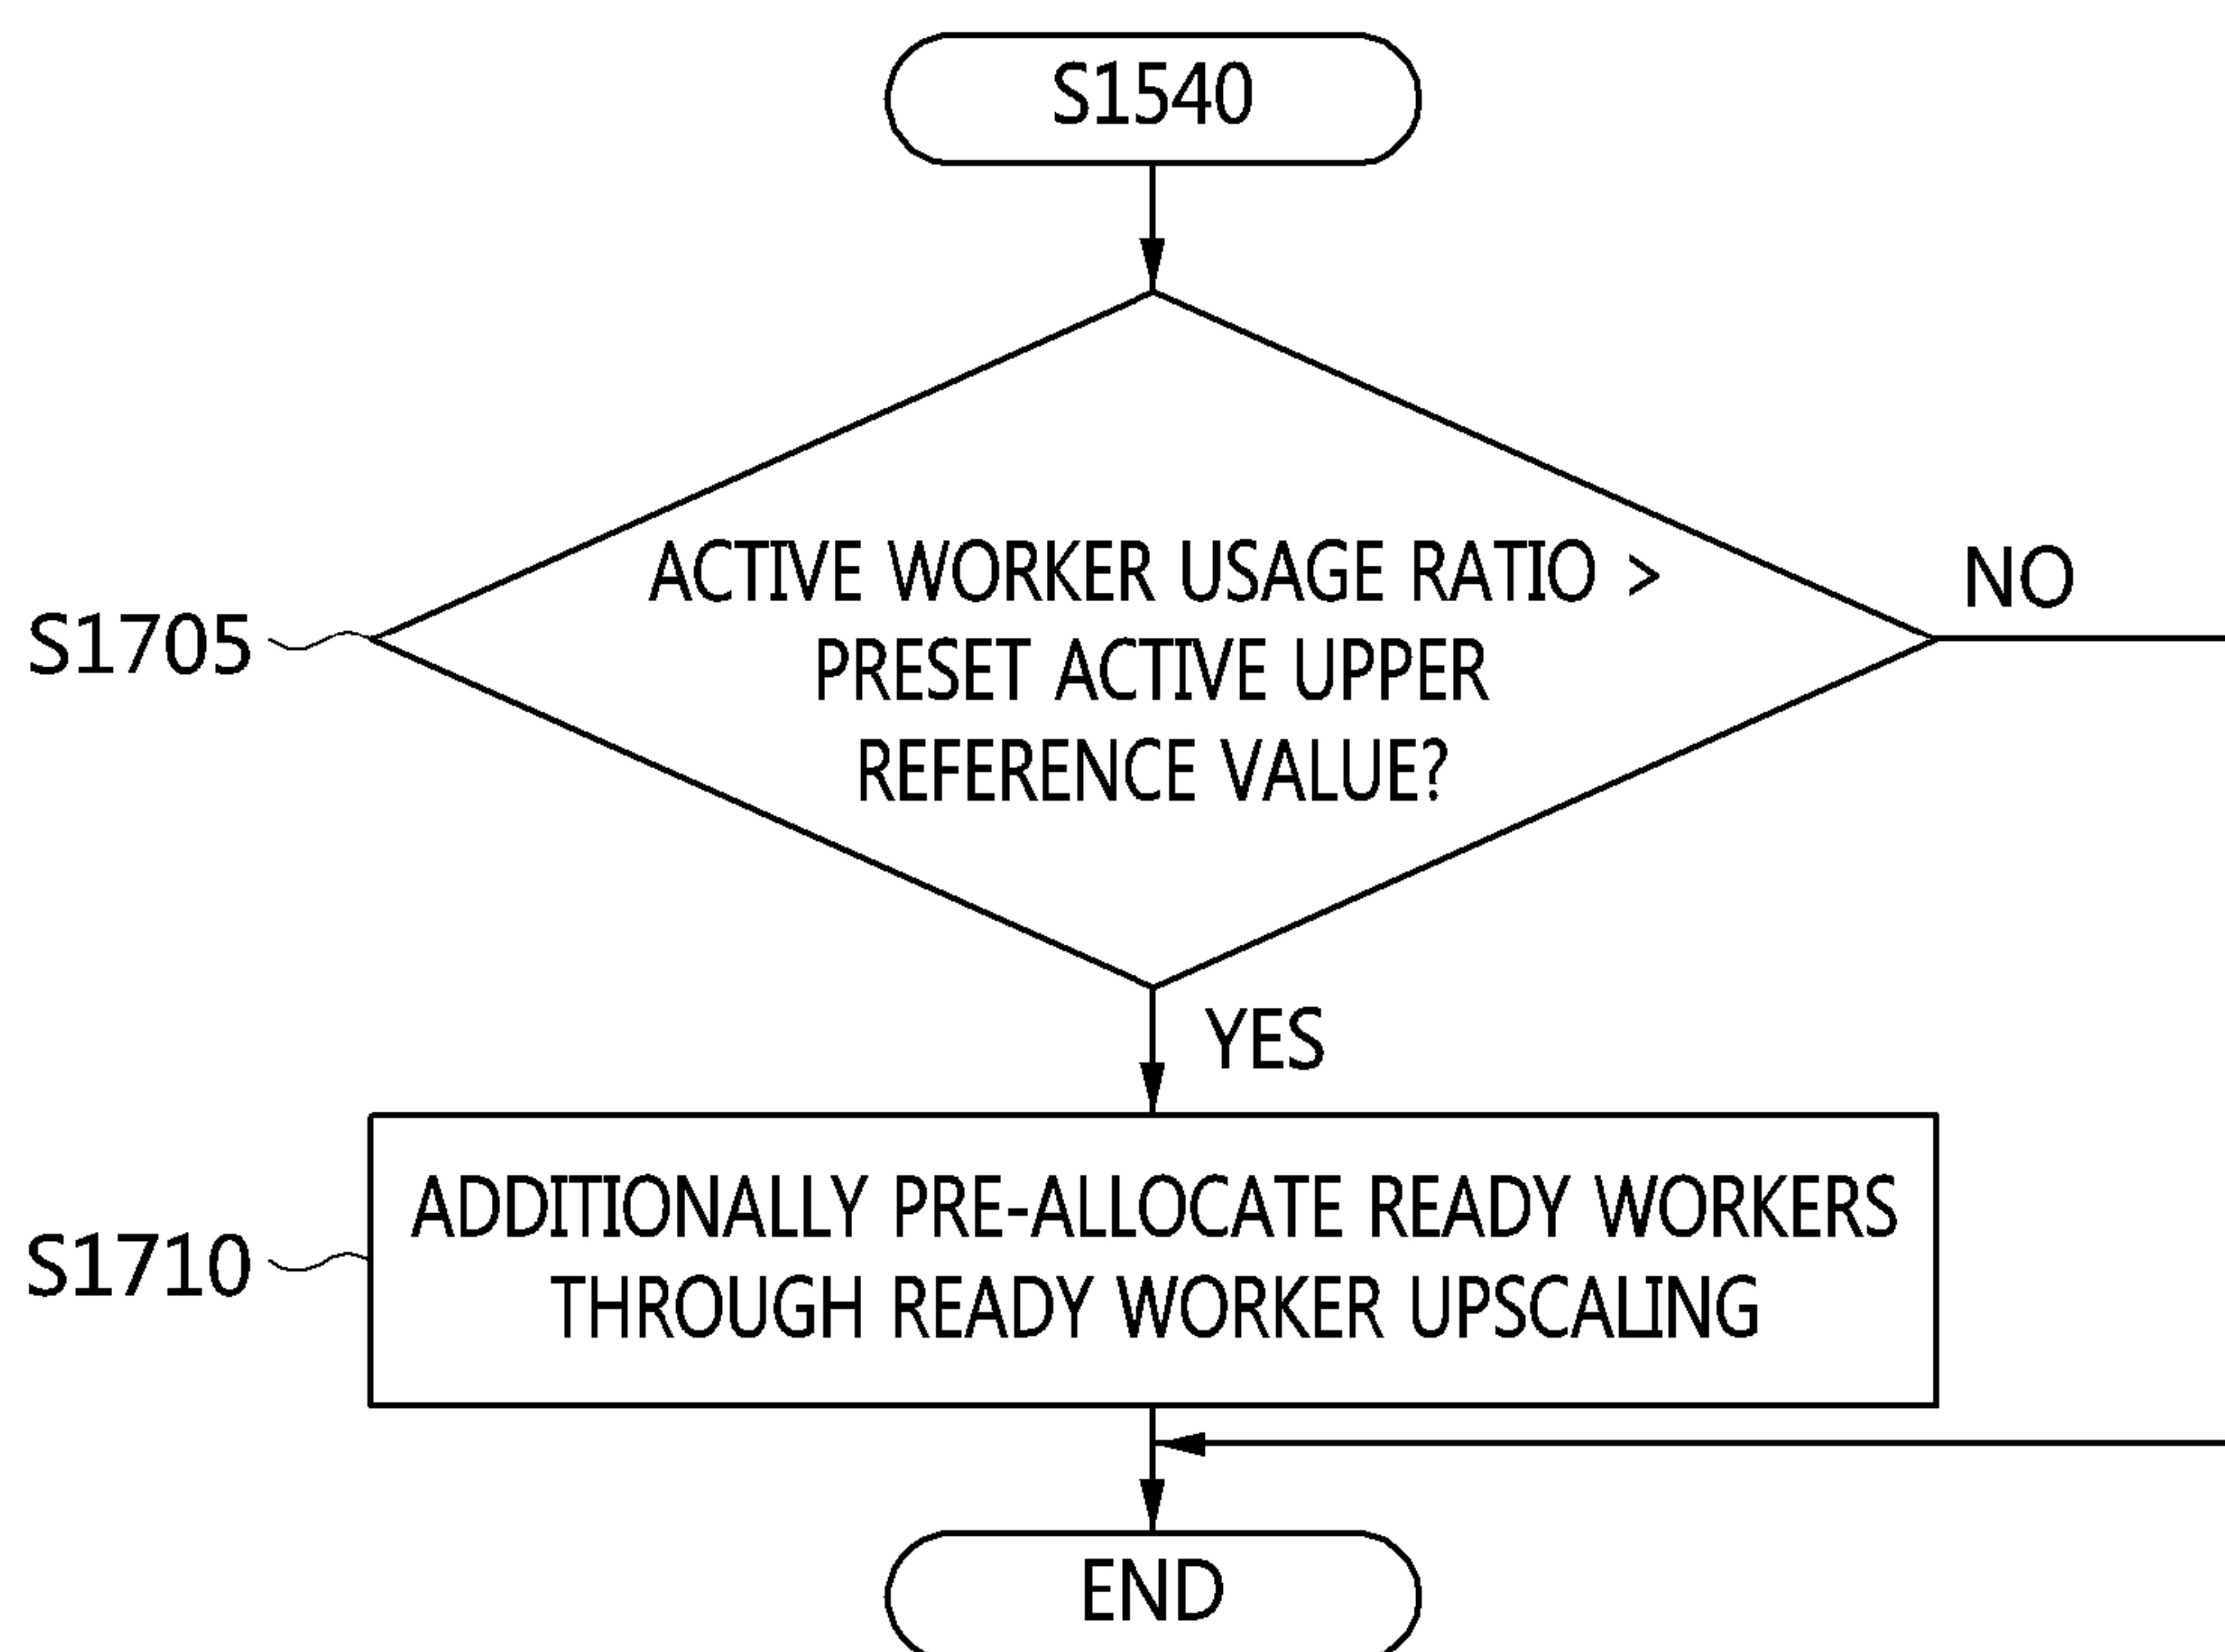 S1540
ACTIVE WORKER USAGE RATIO >
PRESET ACTIVE UPPER
REFERENCE VALUE?
S1705
NO
YES
ADDITIONALLY PRE-ALLOCATE READY WORKERS
THROUGH READY WORKER UPSCALING
S1710
END